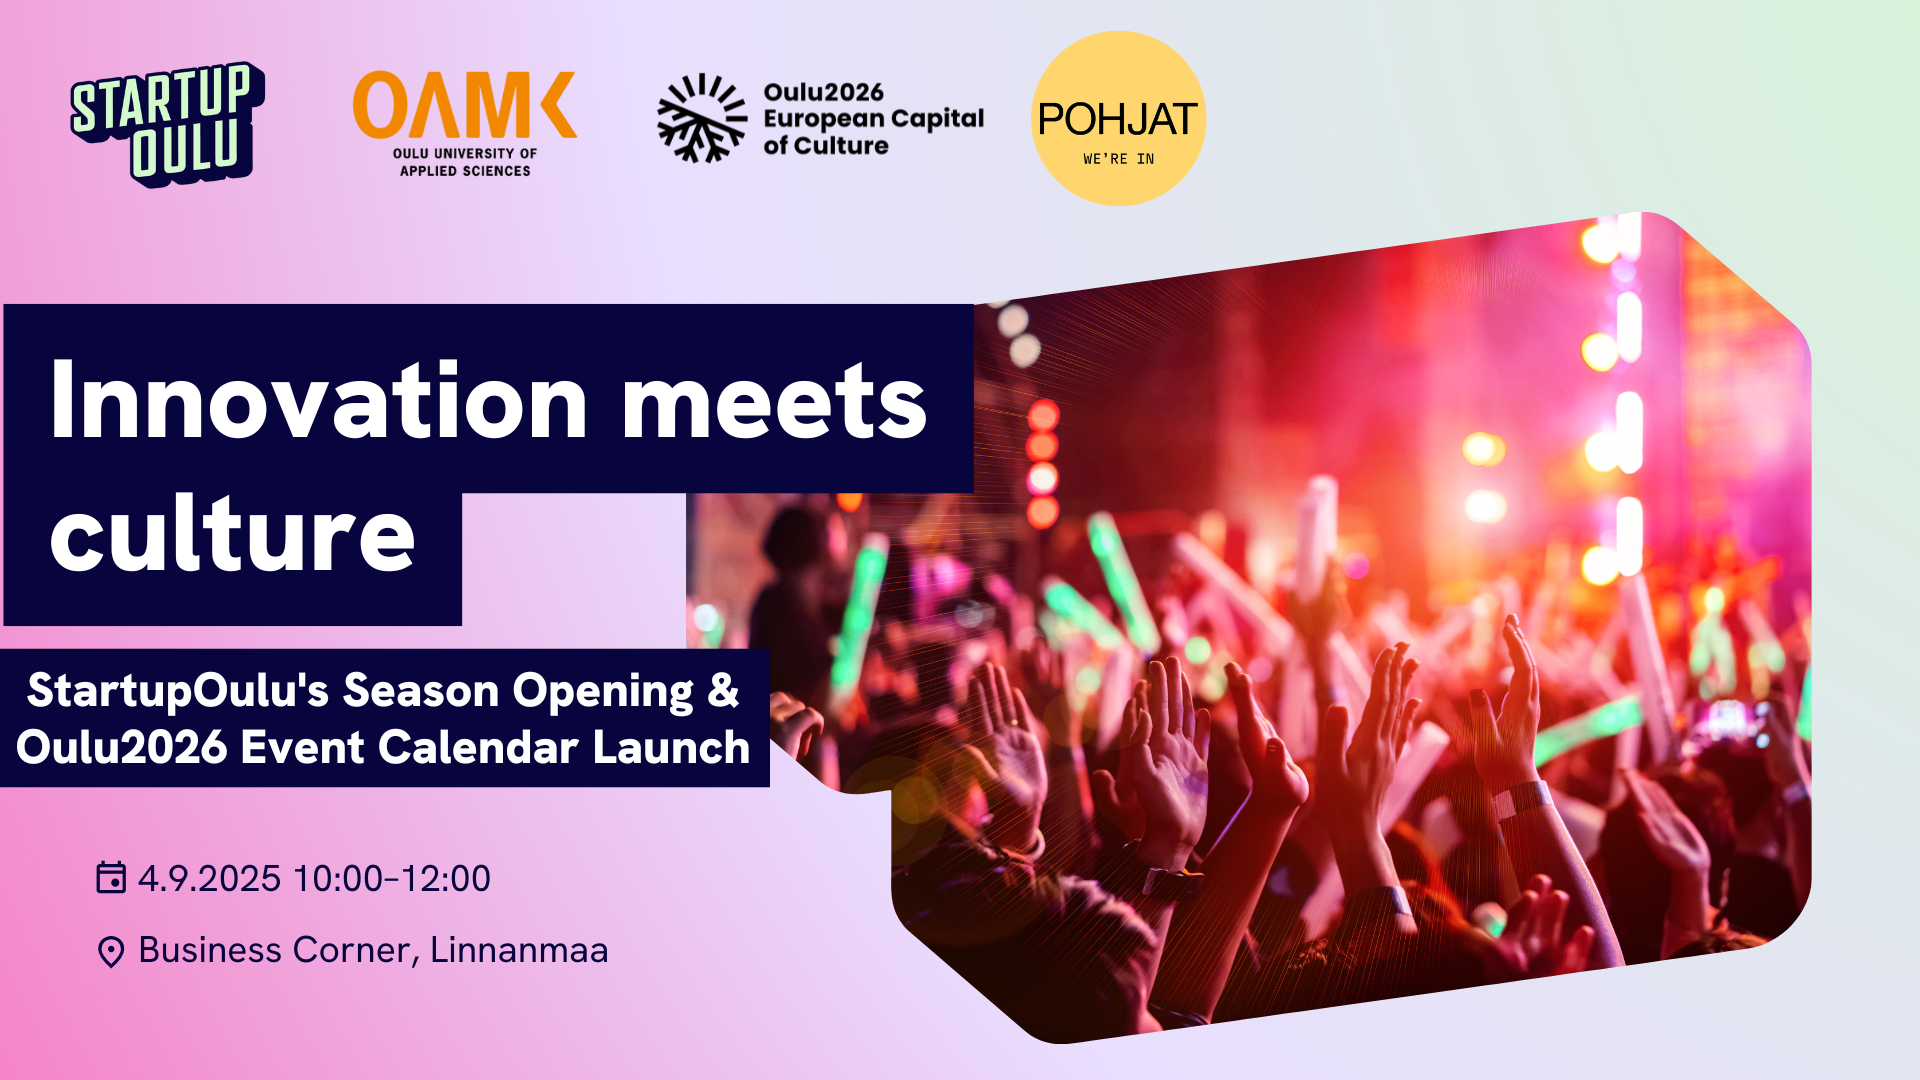 STARTUP
OULU
OAMK
OULU UNIVERSITY OF
APPLIED SCIENCES
Oulu2026
European Capital
of Culture
POHJAT
WE'RE IN
Innovation meets
culture
StartupOulu's Season Opening &
Oulu2026 Event Calendar Launch
4.9.2025 10:00–12:00
Business Corner, Linnanmaa